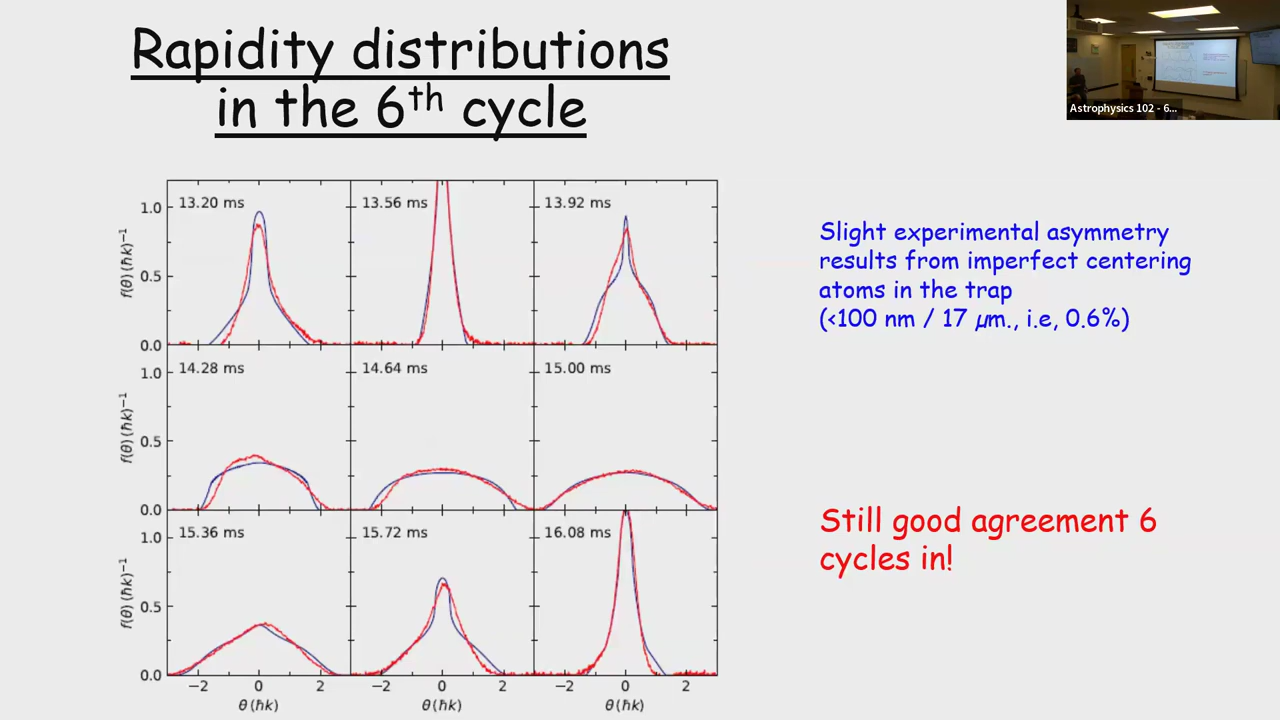 Rapidity distributions
in the 6th cycle
Astrophysics 102 - 6...
13.20 ms
13.56 ms
13.92 ms
1.0
0.5
0.0
f(θ) (ħk)⁻¹
Slight experimental asymmetry
results from imperfect centering
atoms in the trap
(<100 nm / 17 µm., i.e, 0.6%)
14.28 ms
14.64 ms
15.00 ms
1.0
0.5
0.0
f(θ) (ħk)⁻¹
Still good agreement 6
cycles in!
15.36 ms
15.72 ms
16.08 ms
1.0
0.5
0.0
f(θ) (ħk)⁻¹
−2 0 2 −2 0 2 −2 0 2
θ (ħk) θ (ħk) θ (ħk)